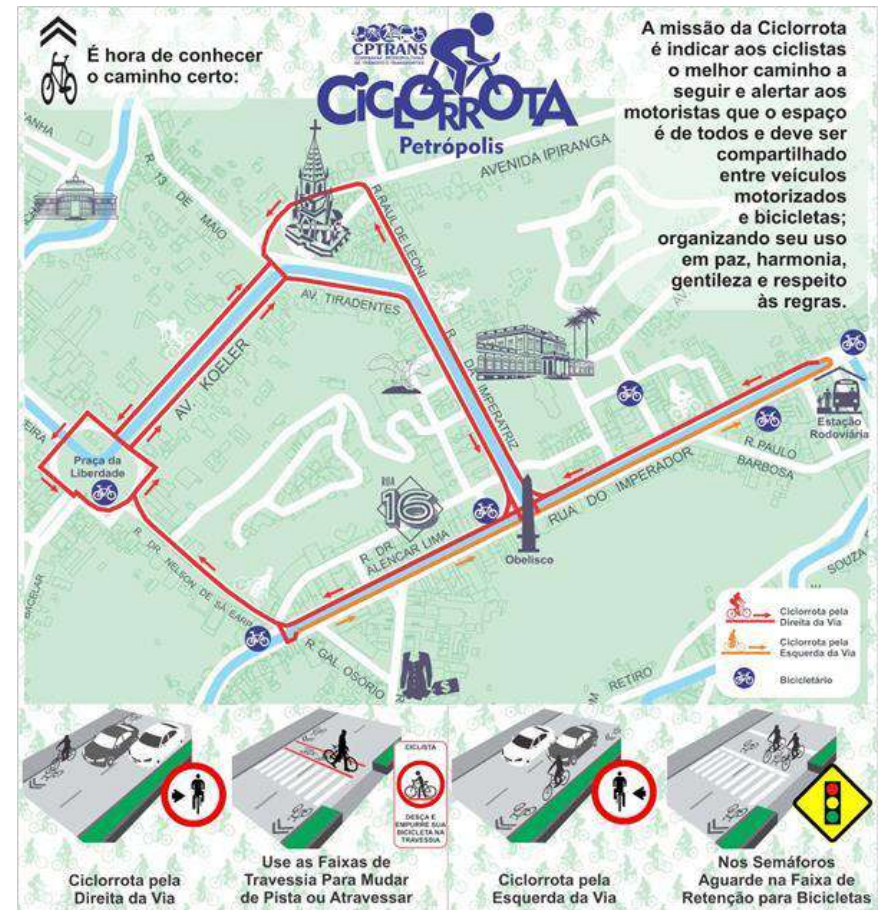 É hora de conhecer
o caminho certo:
CPTRANS
CICLORROTA
Petrópolis
A missão da Ciclorrota
é indicar aos ciclistas
o melhor caminho a
seguir e alertar aos
motoristas que o espaço
é de todos e deve ser
compartilhado
entre veículos
motorizados
e bicicletas;
organizando seu uso
em paz, harmonia,
gentileza e respeito
às regras.
AVENIDA IPIRANGA
R. 13 DE MAIO
R. RAUL DE LEONI
AV. TIRADENTES
AV. KOELER
R. DA IMPERATRIZ
Estação
Rodoviária
R. PAULO
BARBOSA
Praça da
Liberdade
RUA
16
RUA DO IMPERADOR
R. DR.
ALENCAR LIMA
Obelisco
R. DR. NELSON DE SÁ EARP
SOUZA
BACELAR
R. GAL. OSÓRIO
RETIRO
$
Ciclorrota pela
Direita da Via
Ciclorrota pela
Esquerda da Via
Bicicletário
CICLISTA
DESÇA E
EMPURRE SUA
BICICLETA NA
TRAVESSIA
Ciclorrota pela
Direita da Via
Use as Faixas de
Travessia Para Mudar
de Pista ou Atravessar
Ciclorrota pela
Esquerda da Via
Nos Semáforos
Aguarde na Faixa de
Retenção para Bicicletas